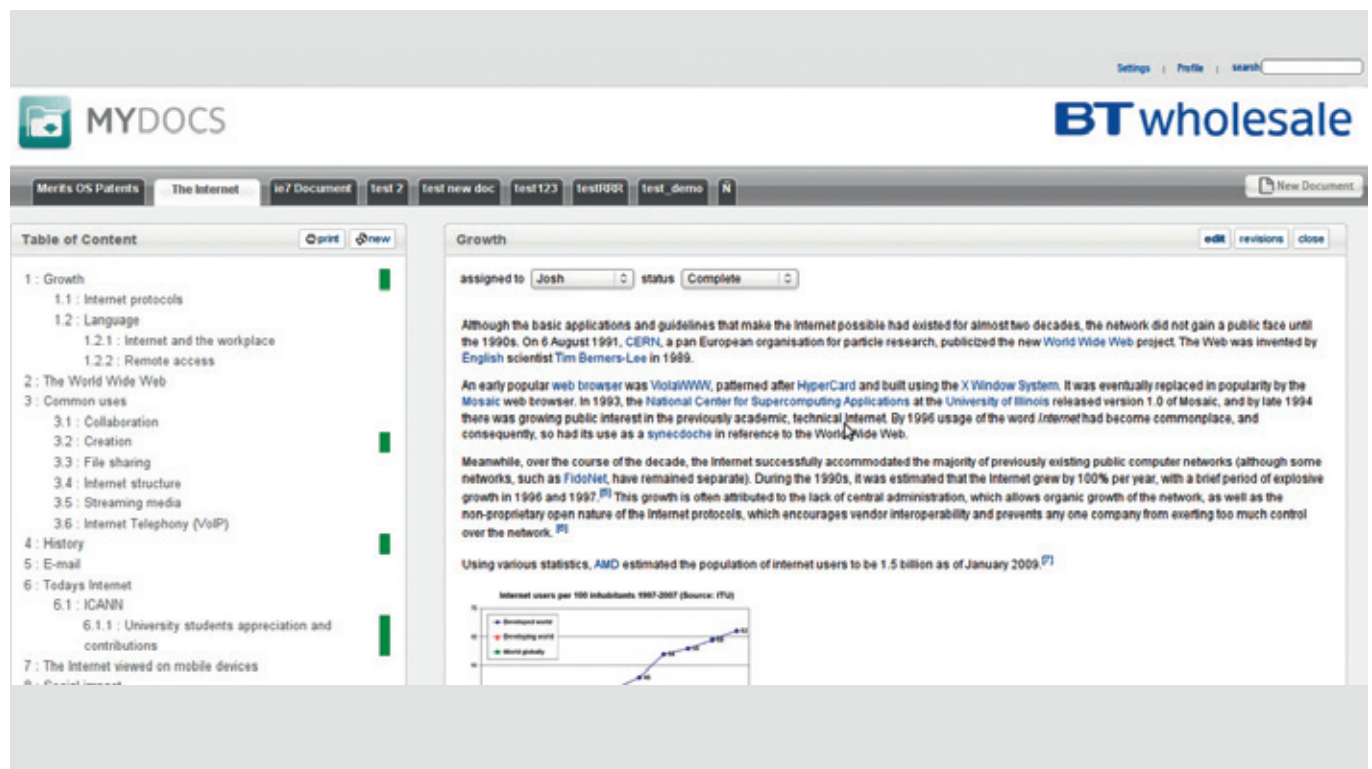 Settings | Profile | search
MYDOCS
BT wholesale
Merits OS Patents The Internet ie7 Document test 2 test new doc test123 testRRR test_demo Ñ New Document
Table of Content print new
1 : Growth
1.1 : Internet protocols
1.2 : Language
1.2.1 : Internet and the workplace
1.2.2 : Remote access
2 : The World Wide Web
3 : Common uses
3.1 : Collaboration
3.2 : Creation
3.3 : File sharing
3.4 : Internet structure
3.5 : Streaming media
3.6 : Internet Telephony (VoIP)
4 : History
5 : E-mail
6 : Todays Internet
6.1 : ICANN
6.1.1 : University students appreciation and
contributions
7 : The Internet viewed on mobile devices
Growth edit revisions close
assigned to Josh status Complete
Although the basic applications and guidelines that make the Internet possible had existed for almost two decades, the network did not gain a public face until
the 1990s. On 6 August 1991, CERN, a pan European organisation for particle research, publicized the new World Wide Web project. The Web was invented by
English scientist Tim Berners-Lee in 1989.
An early popular web browser was ViolaWWW, patterned after HyperCard and built using the X Window System. It was eventually replaced in popularity by the
Mosaic web browser. In 1993, the National Center for Supercomputing Applications at the University of Illinois released version 1.0 of Mosaic, and by late 1994
there was growing public interest in the previously academic, technical Internet. By 1996 usage of the word Internet had become commonplace, and
consequently, so had its use as a synecdoche in reference to the World Wide Web.
Meanwhile, over the course of the decade, the Internet successfully accommodated the majority of previously existing public computer networks (although some
networks, such as FidoNet, have remained separate). During the 1990s, it was estimated that the Internet grew by 100% per year, with a brief period of explosive
growth in 1996 and 1997.[5] This growth is often attributed to the lack of central administration, which allows organic growth of the network, as well as the
non-proprietary open nature of the Internet protocols, which encourages vendor interoperability and prevents any one company from exerting too much control
over the network. [6]
Using various statistics, AMD estimated the population of internet users to be 1.5 billion as of January 2009.[7]
Internet users per 100 inhabitants 1997-2007 (Source: ITU)
Developed world
Developing world
World globally